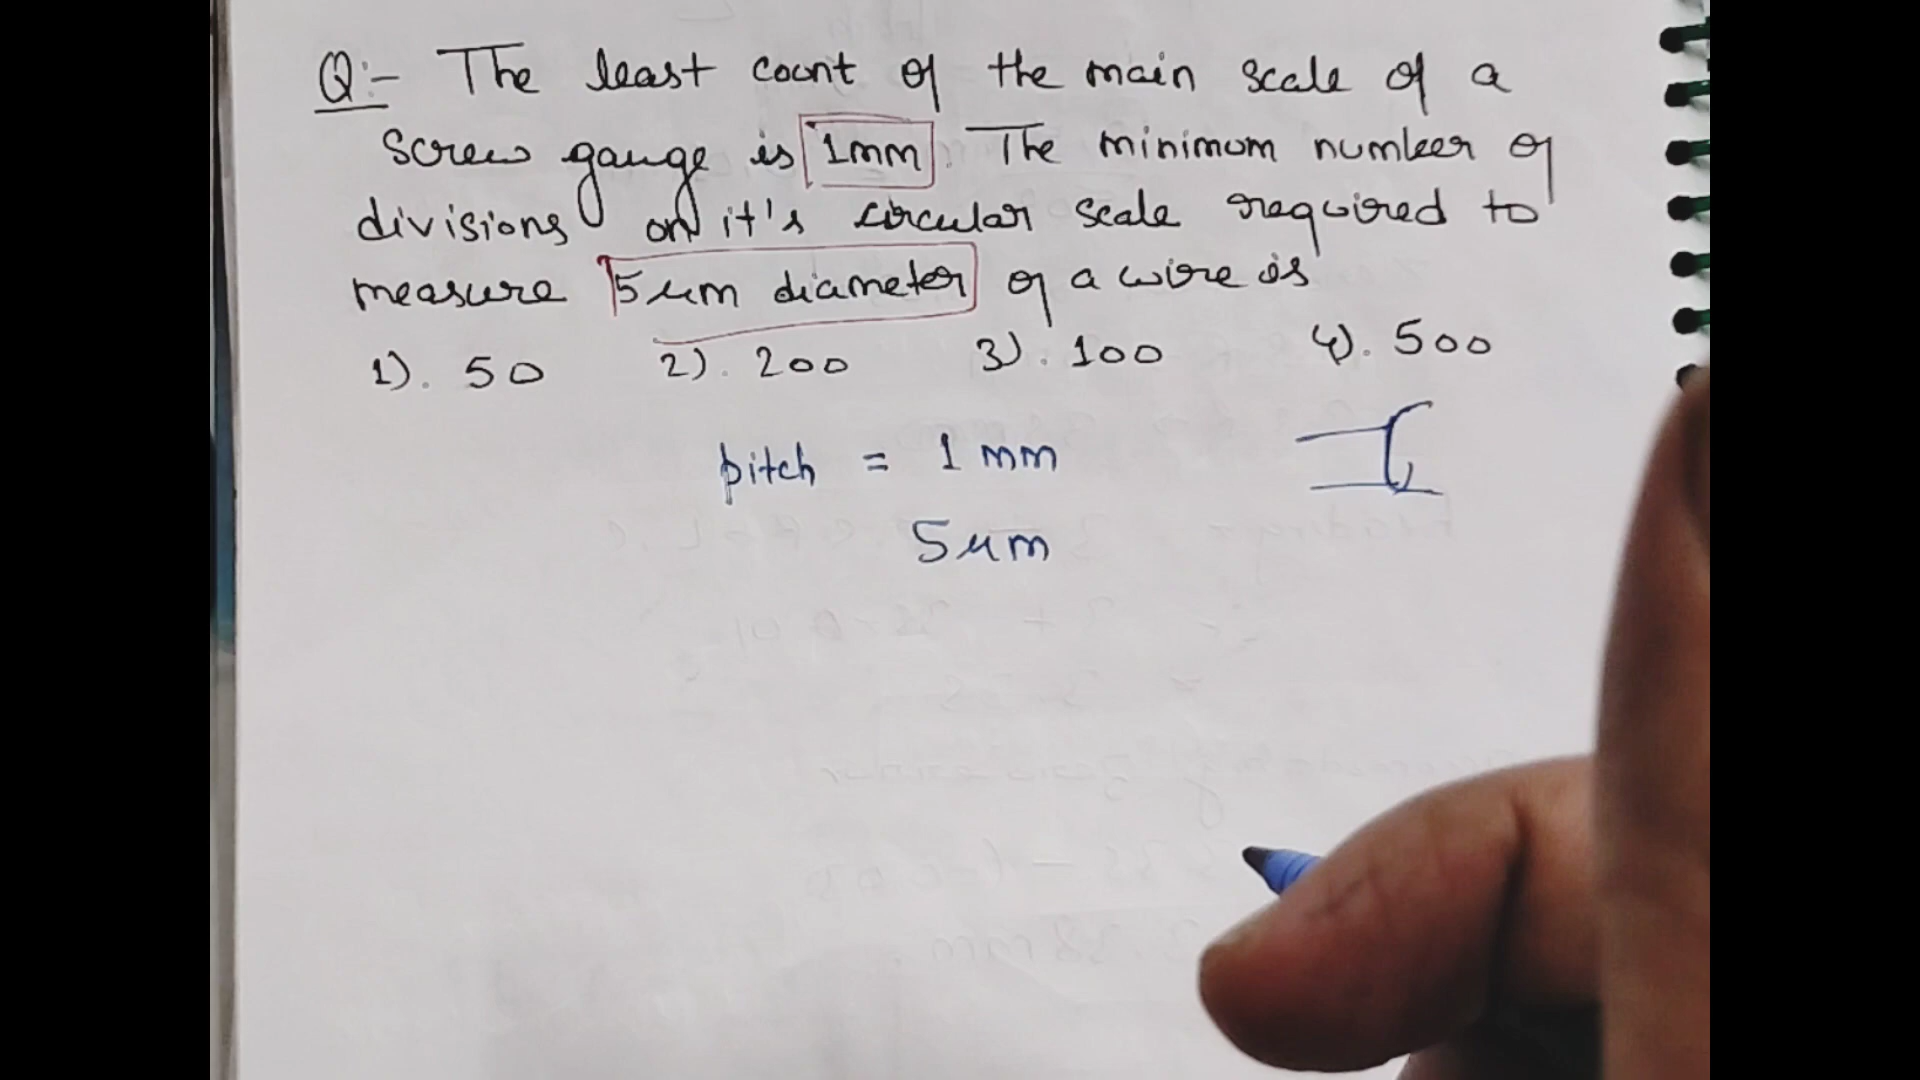 Q:- The least count of the main scale of a
screw gauge is 1mm. The minimum number of
divisions on it's circular scale required to
measure 5μm diameter of a wire is
1). 50 2). 200 3). 100 4). 500
pitch = 1 mm
5μm